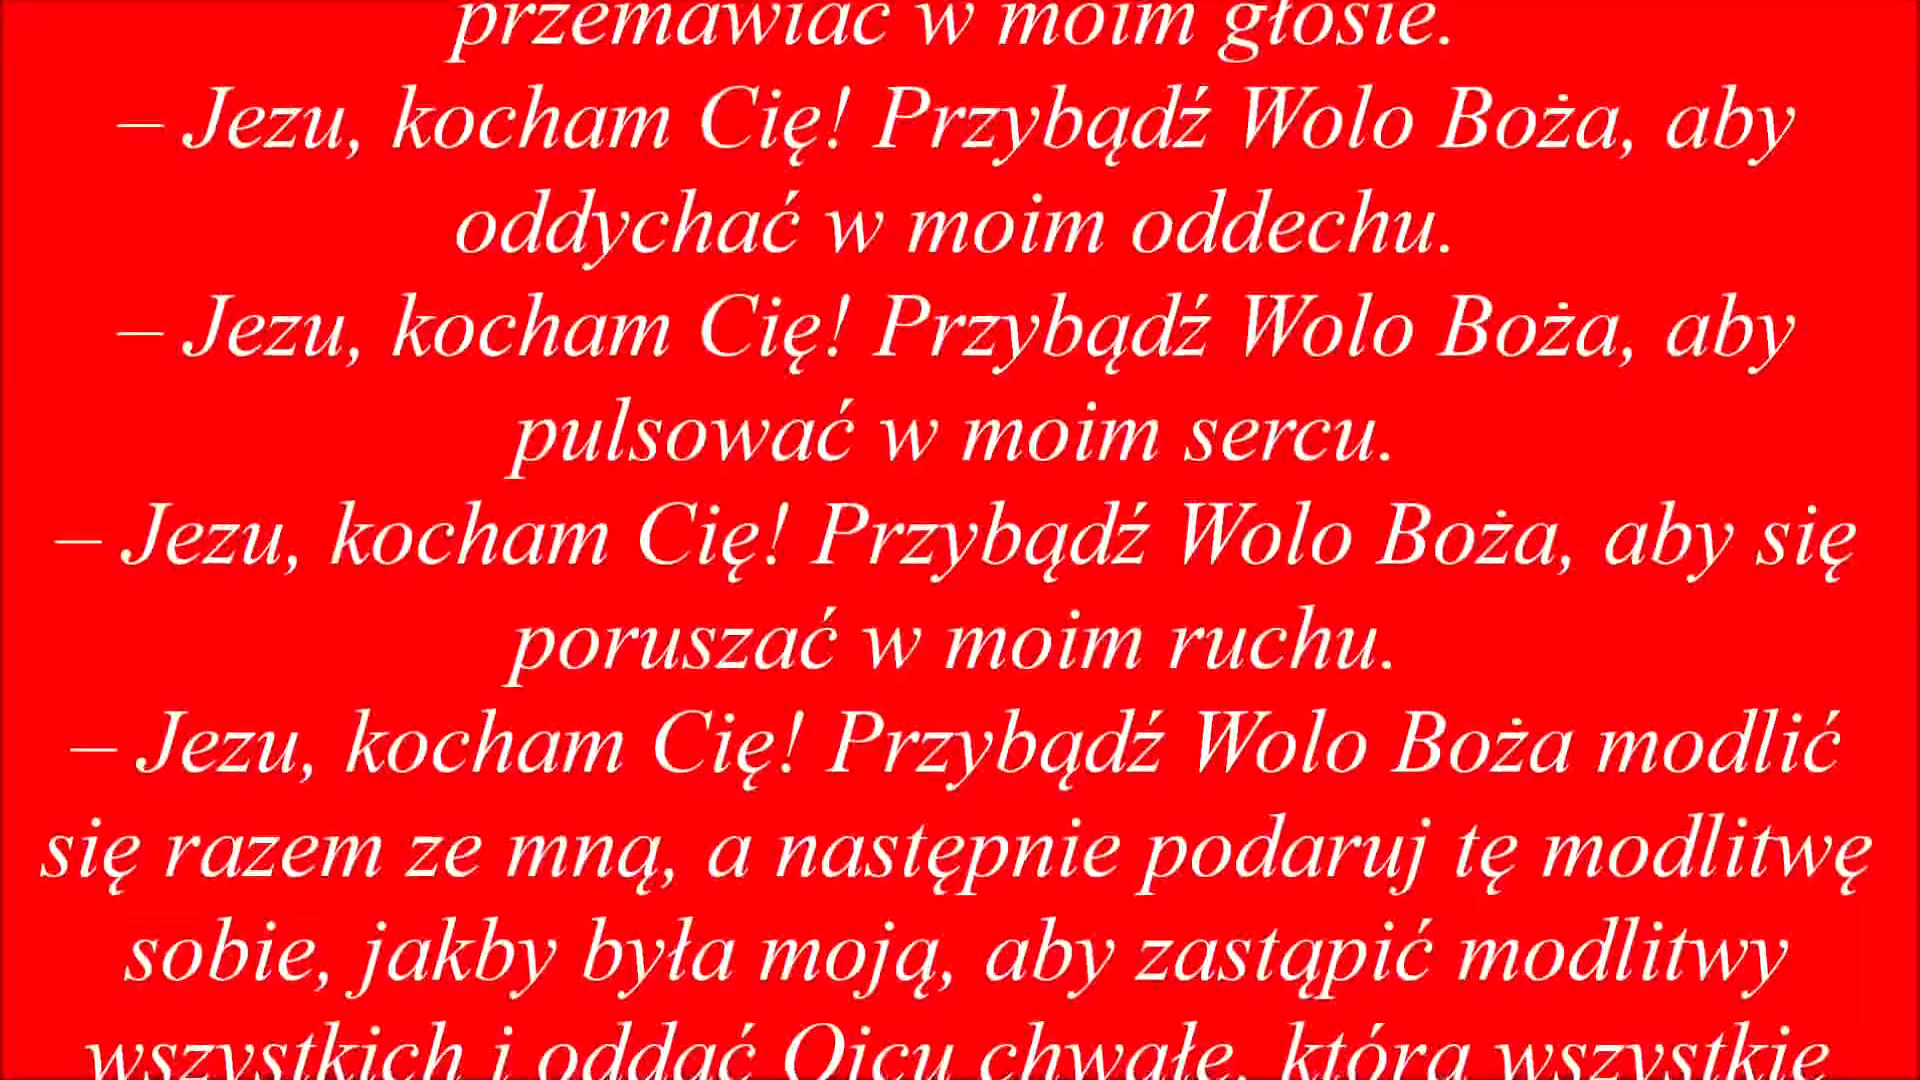 przemawiać w moim głosie.
– Jezu, kocham Cię! Przybądź Wolo Boża, aby
oddychać w moim oddechu.
– Jezu, kocham Cię! Przybądź Wolo Boża, aby
pulsować w moim sercu.
– Jezu, kocham Cię! Przybądź Wolo Boża, aby się
poruszać w moim ruchu.
– Jezu, kocham Cię! Przybądź Wolo Boża modlić
się razem ze mną, a następnie podaruj tę modlitwę
sobie, jakby była moją, aby zastąpić modlitwy
wszystkich i oddać Ojcu chwałę, którą wszystkie